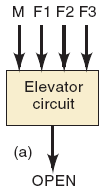 M F1 F2 F3
Elevator
circuit
(a)
OPEN